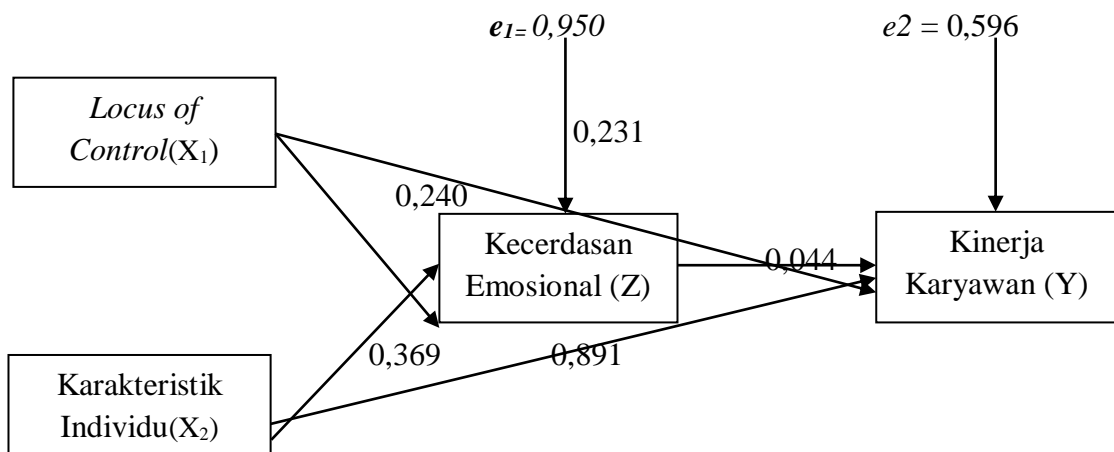 e1= 0,950
e2 = 0,596
Locus of
Control(X1)
0,231
0,240
Kecerdasan
Emosional (Z)
0,044
Kinerja
Karyawan (Y)
0,369
0,891
Karakteristik
Individu(X2)